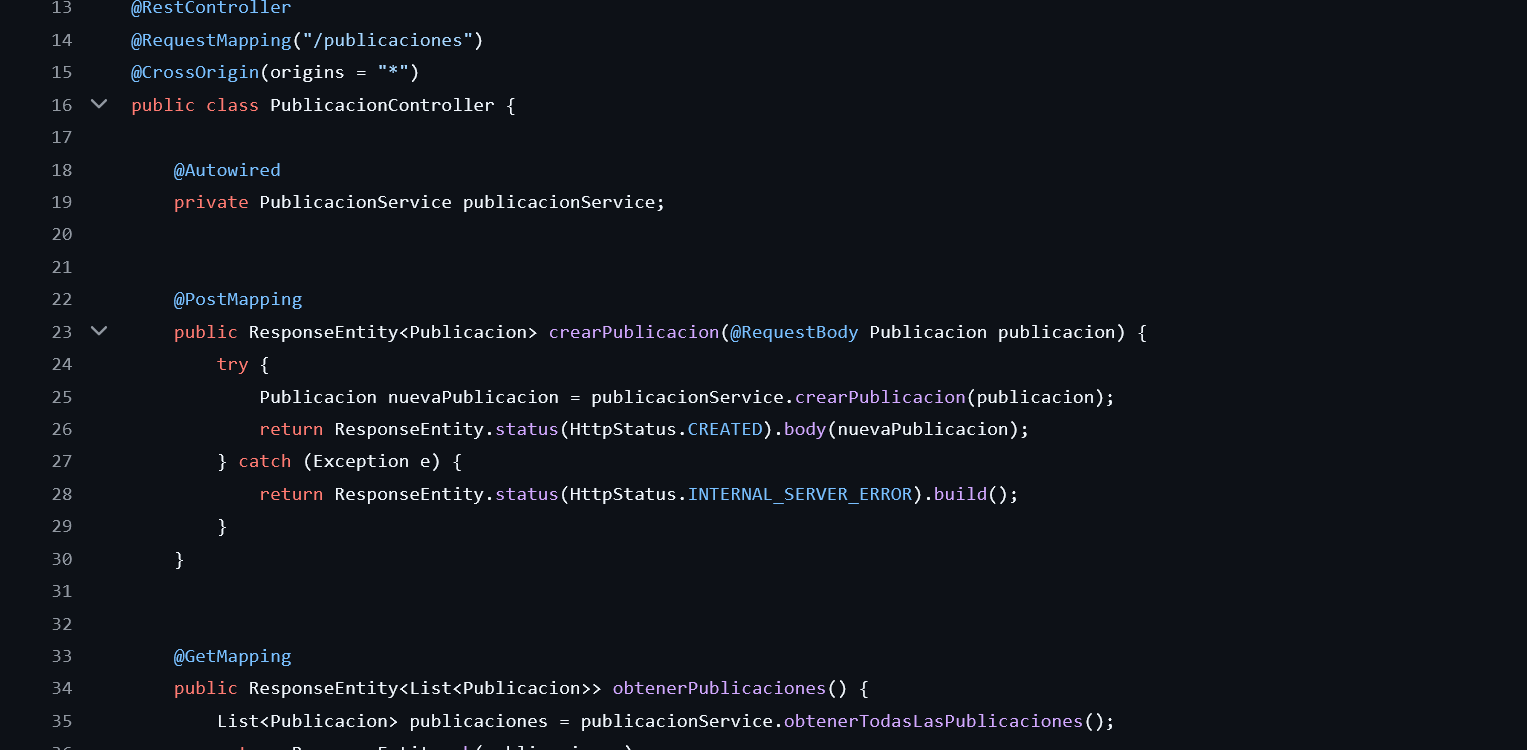 13 @RestController
14 @RequestMapping("/publicaciones")
15 @CrossOrigin(origins = "*")
16 public class PublicacionController {
17
18 @Autowired
19 private PublicacionService publicacionService;
20
21
22 @PostMapping
23 public ResponseEntity<Publicacion> crearPublicacion(@RequestBody Publicacion publicacion) {
24 try {
25 Publicacion nuevaPublicacion = publicacionService.crearPublicacion(publicacion);
26 return ResponseEntity.status(HttpStatus.CREATED).body(nuevaPublicacion);
27 } catch (Exception e) {
28 return ResponseEntity.status(HttpStatus.INTERNAL_SERVER_ERROR).build();
29 }
30 }
31
32
33 @GetMapping
34 public ResponseEntity<List<Publicacion>> obtenerPublicaciones() {
35 List<Publicacion> publicaciones = publicacionService.obtenerTodasLasPublicaciones();